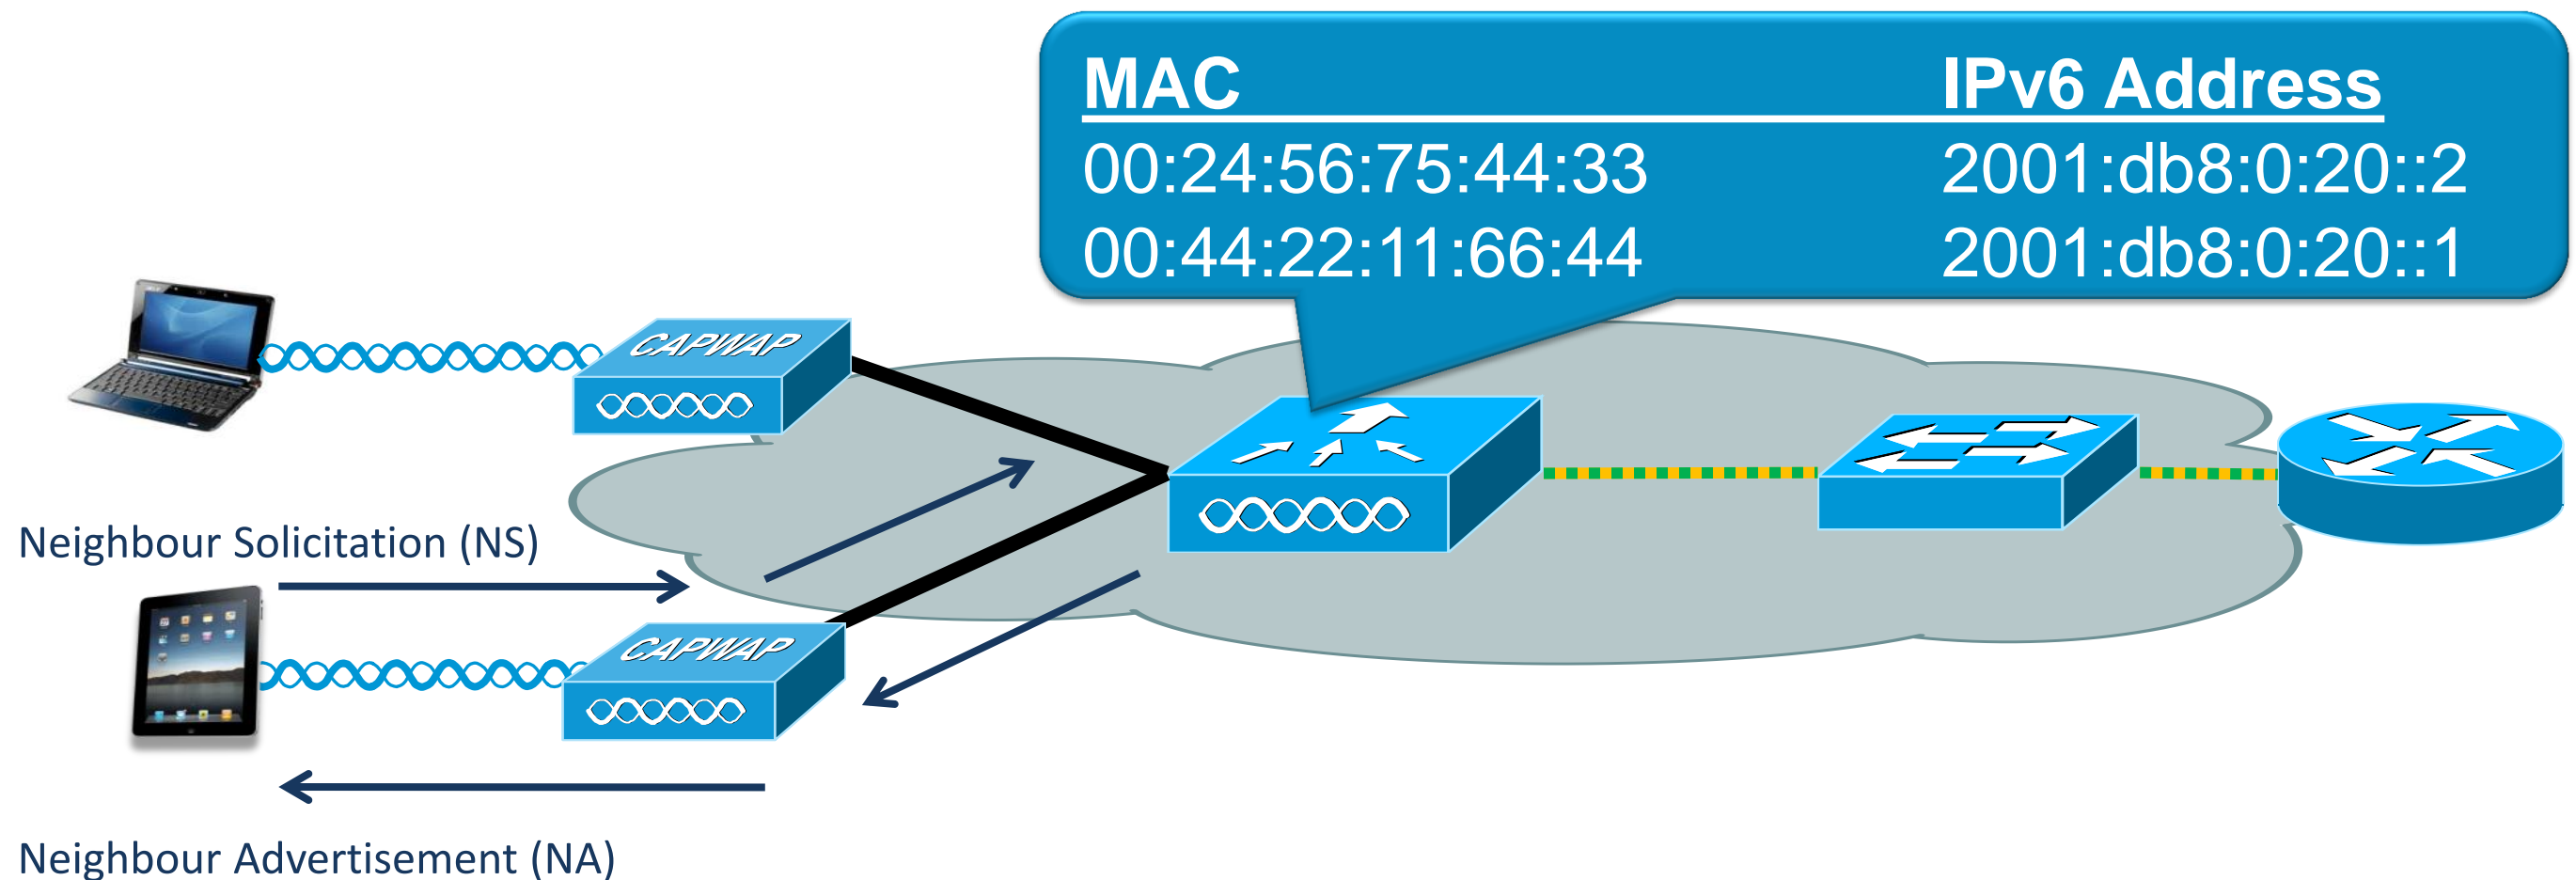 MAC IPv6 Address
00:24:56:75:44:33 2001:db8:0:20::2
00:44:22:11:66:44 2001:db8:0:20::1
CAPWAP
Neighbour Solicitation (NS)
CAPWAP
Neighbour Advertisement (NA)